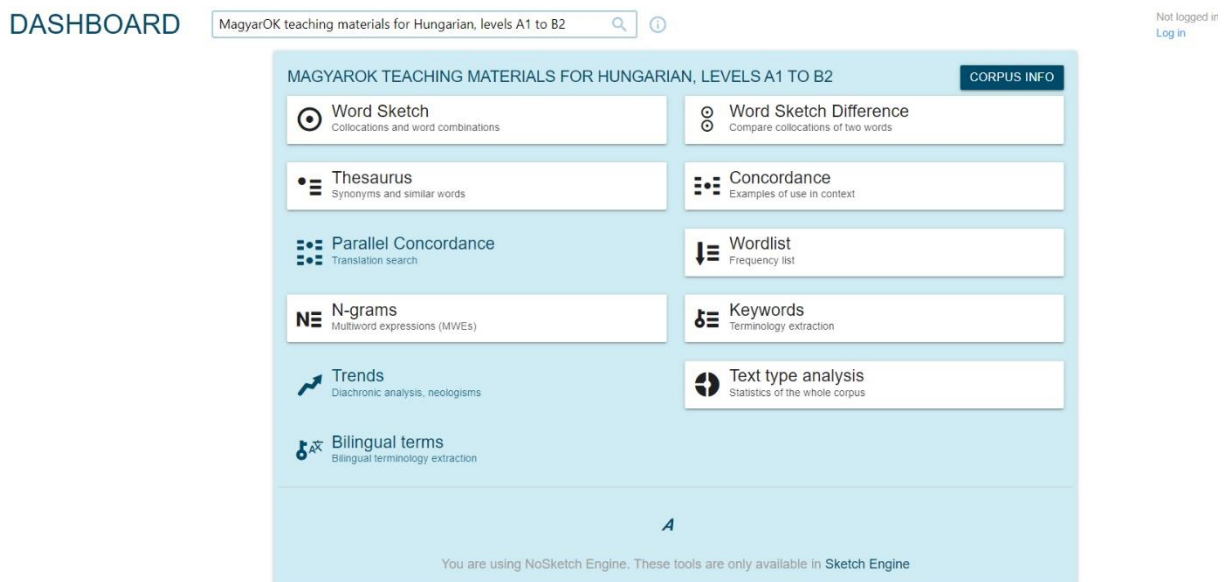 DASHBOARD
MagyarOK teaching materials for Hungarian, levels A1 to B2
Not logged in
Log in
MAGYAROK TEACHING MATERIALS FOR HUNGARIAN, LEVELS A1 TO B2
CORPUS INFO
Word Sketch
Collocations and word combinations
Word Sketch Difference
Compare collocations of two words
Thesaurus
Synonyms and similar words
Concordance
Examples of use in context
Parallel Concordance
Translation search
Wordlist
Frequency list
N-grams
Multiword expressions (MWEs)
Keywords
Terminology extraction
Trends
Diachronic analysis, neologisms
Text type analysis
Statistics of the whole corpus
Bilingual terms
Bilingual terminology extraction
You are using NoSketch Engine. These tools are only available in Sketch Engine